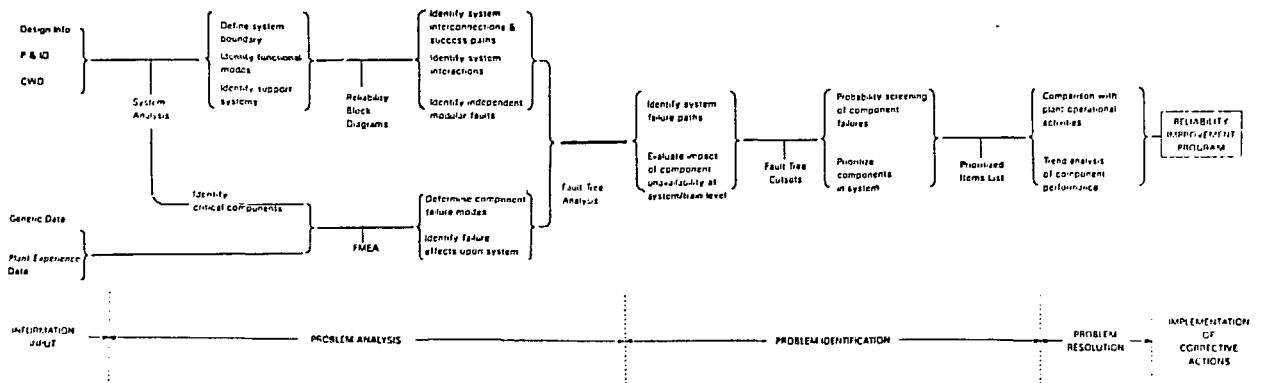 Design Info
P & ID
CWD
System
Analysis
Define system
boundary
Identify functional
modes
Identify support
systems
Reliability
Block
Diagrams
Identify system
interconnections &
success paths
Identify system
interactions
Identify independent
modular faults
Identify
critical components
Generic Data
Plant Experience
Data
FMEA
Determine component
failure modes
Identify failure
effects upon system
Fault Tree
Analysis
Identify system
failure paths
Evaluate impact
of component
unavailability at
system/train level
Fault Tree
Cutsets
Probability screening
of component
failures
Prioritize
components
in system
Prioritized
Items List
Comparison with
plant operational
activities
Trend analysis
of component
performance
RELIABILITY
IMPROVEMENT
PROGRAM
INFORMATION
INPUT
PROBLEM ANALYSIS
PROBLEM IDENTIFICATION
PROBLEM
RESOLUTION
IMPLEMENTATION
OF
CORRECTIVE
ACTIONS